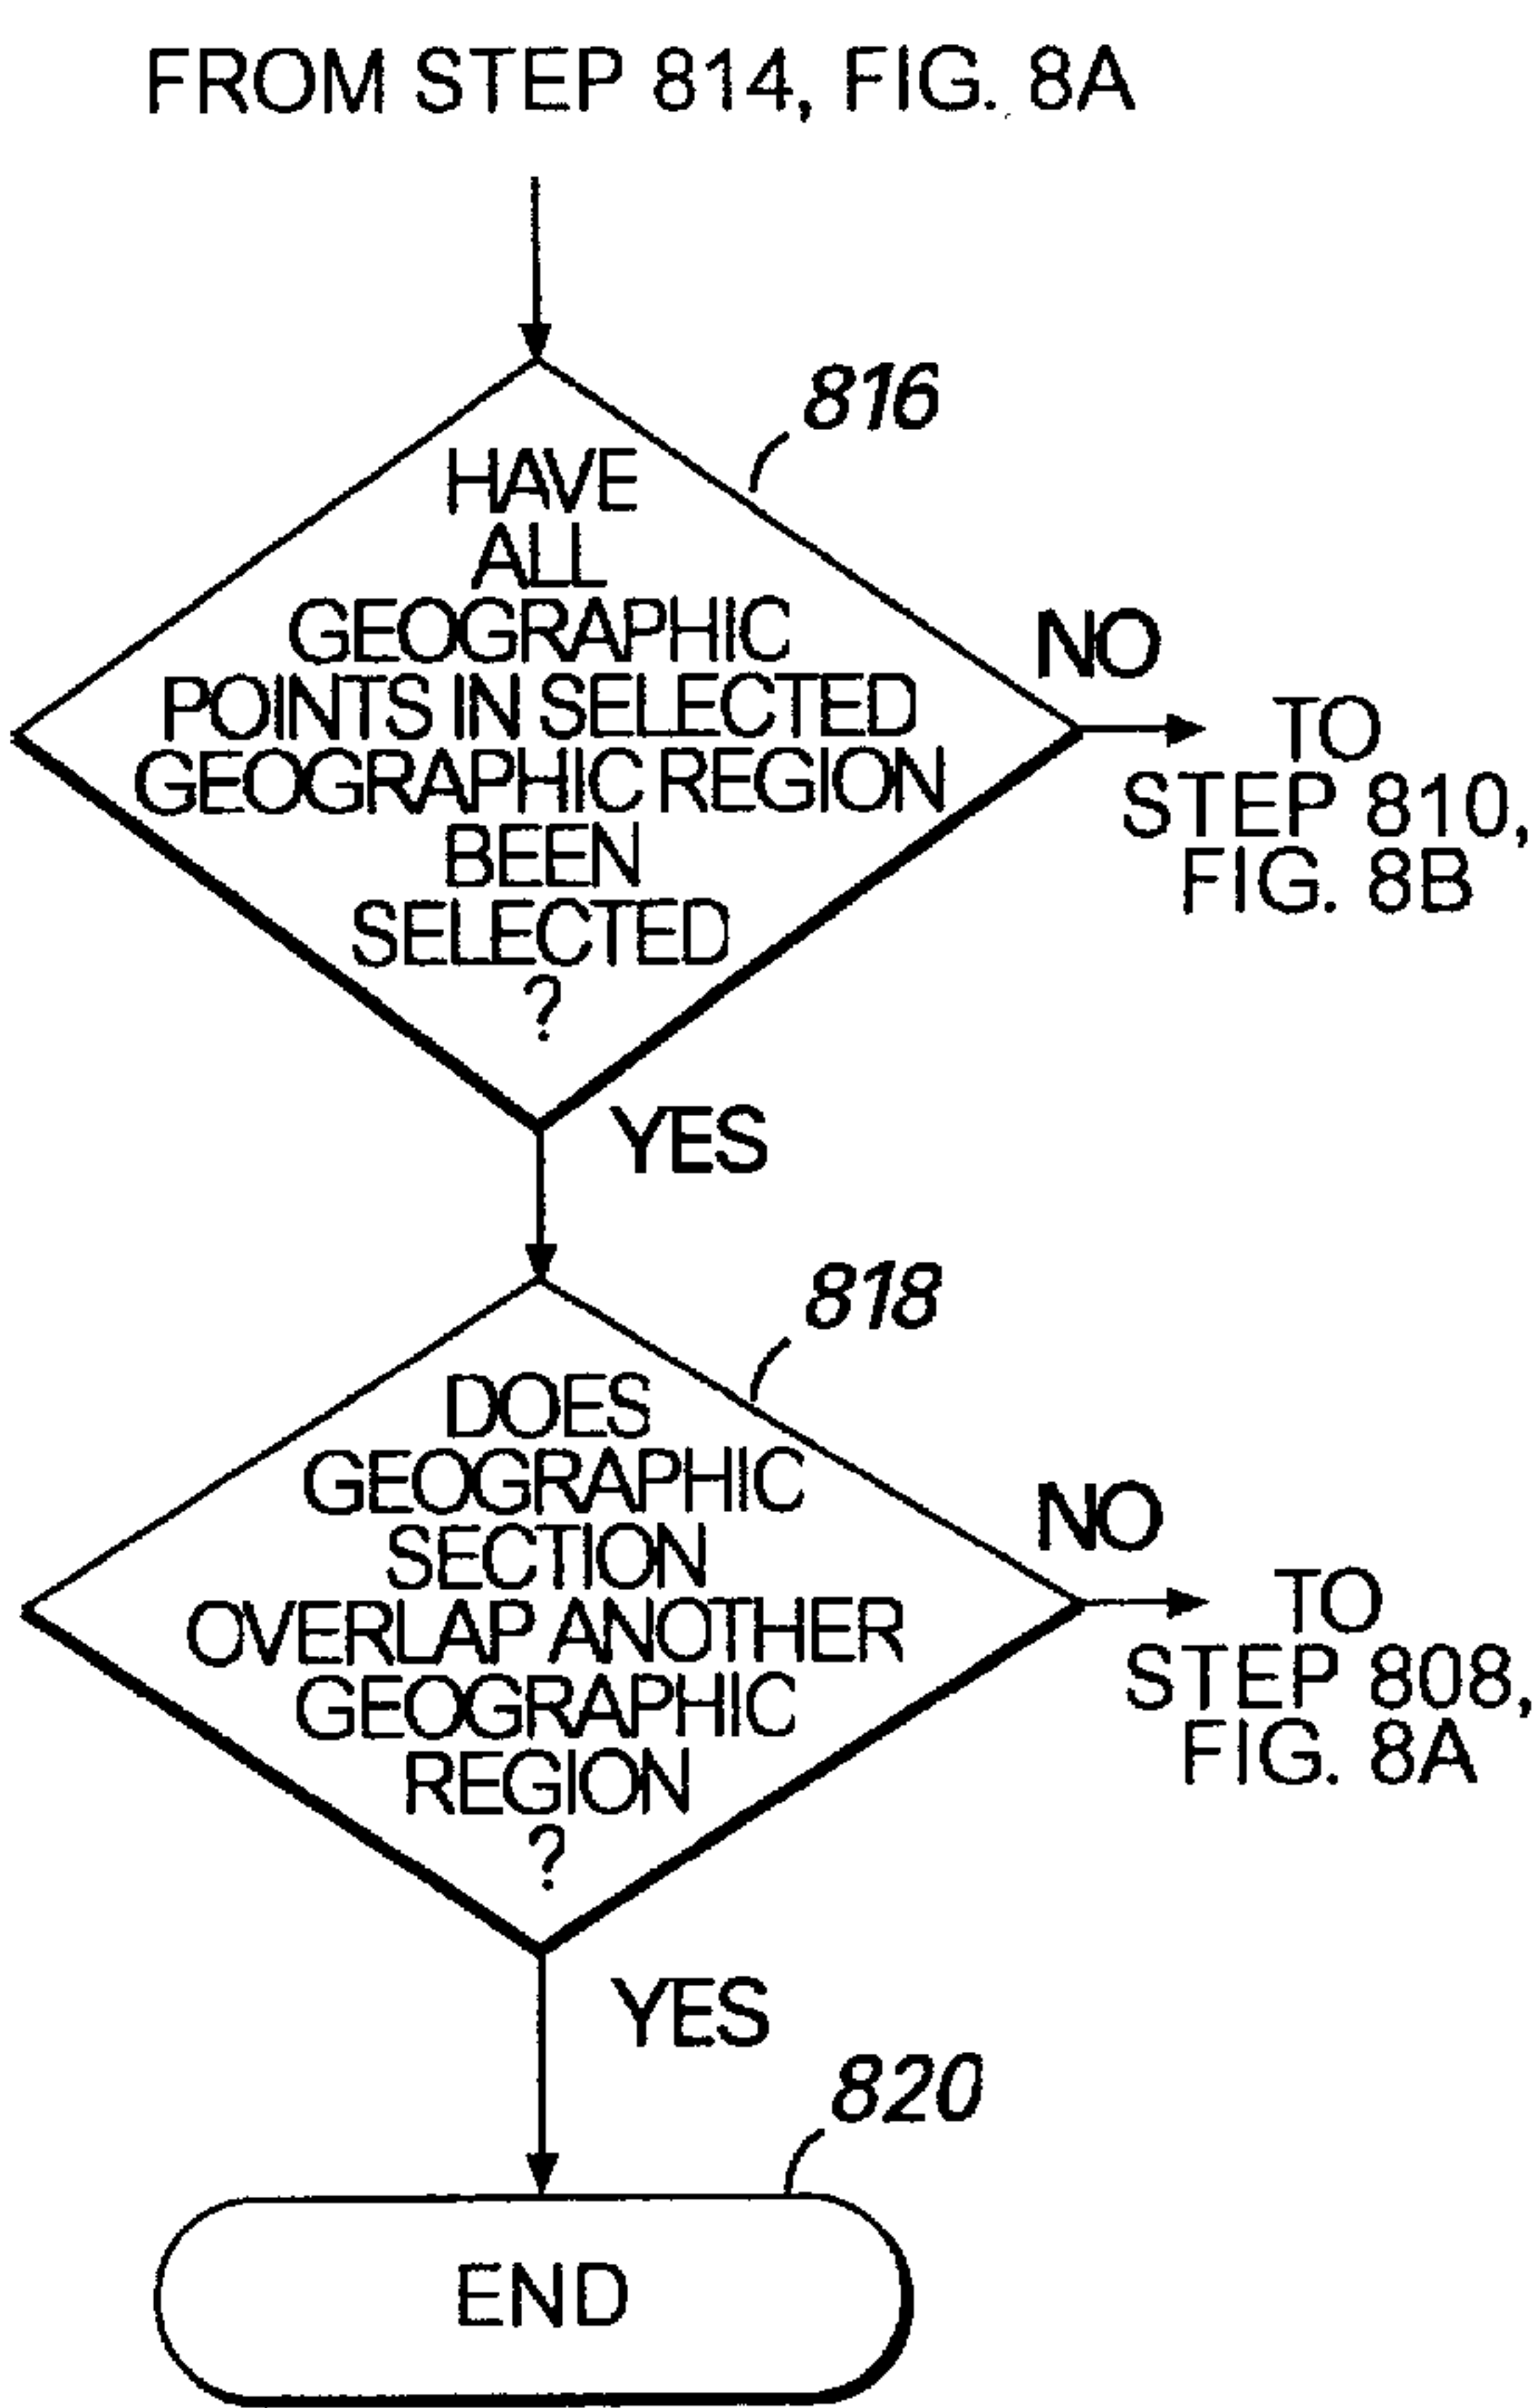 FROM STEP 814, FIG. 8A
816
HAVE
ALL
GEOGRAPHIC
POINTS IN SELECTED
GEOGRAPHIC REGION
BEEN
SELECTED
?
NO
TO
STEP 810,
FIG. 8B
YES
818
DOES
GEOGRAPHIC
SECTION
OVERLAP ANOTHER
GEOGRAPHIC
REGION
?
NO
TO
STEP 808,
FIG. 8A
YES
820
END